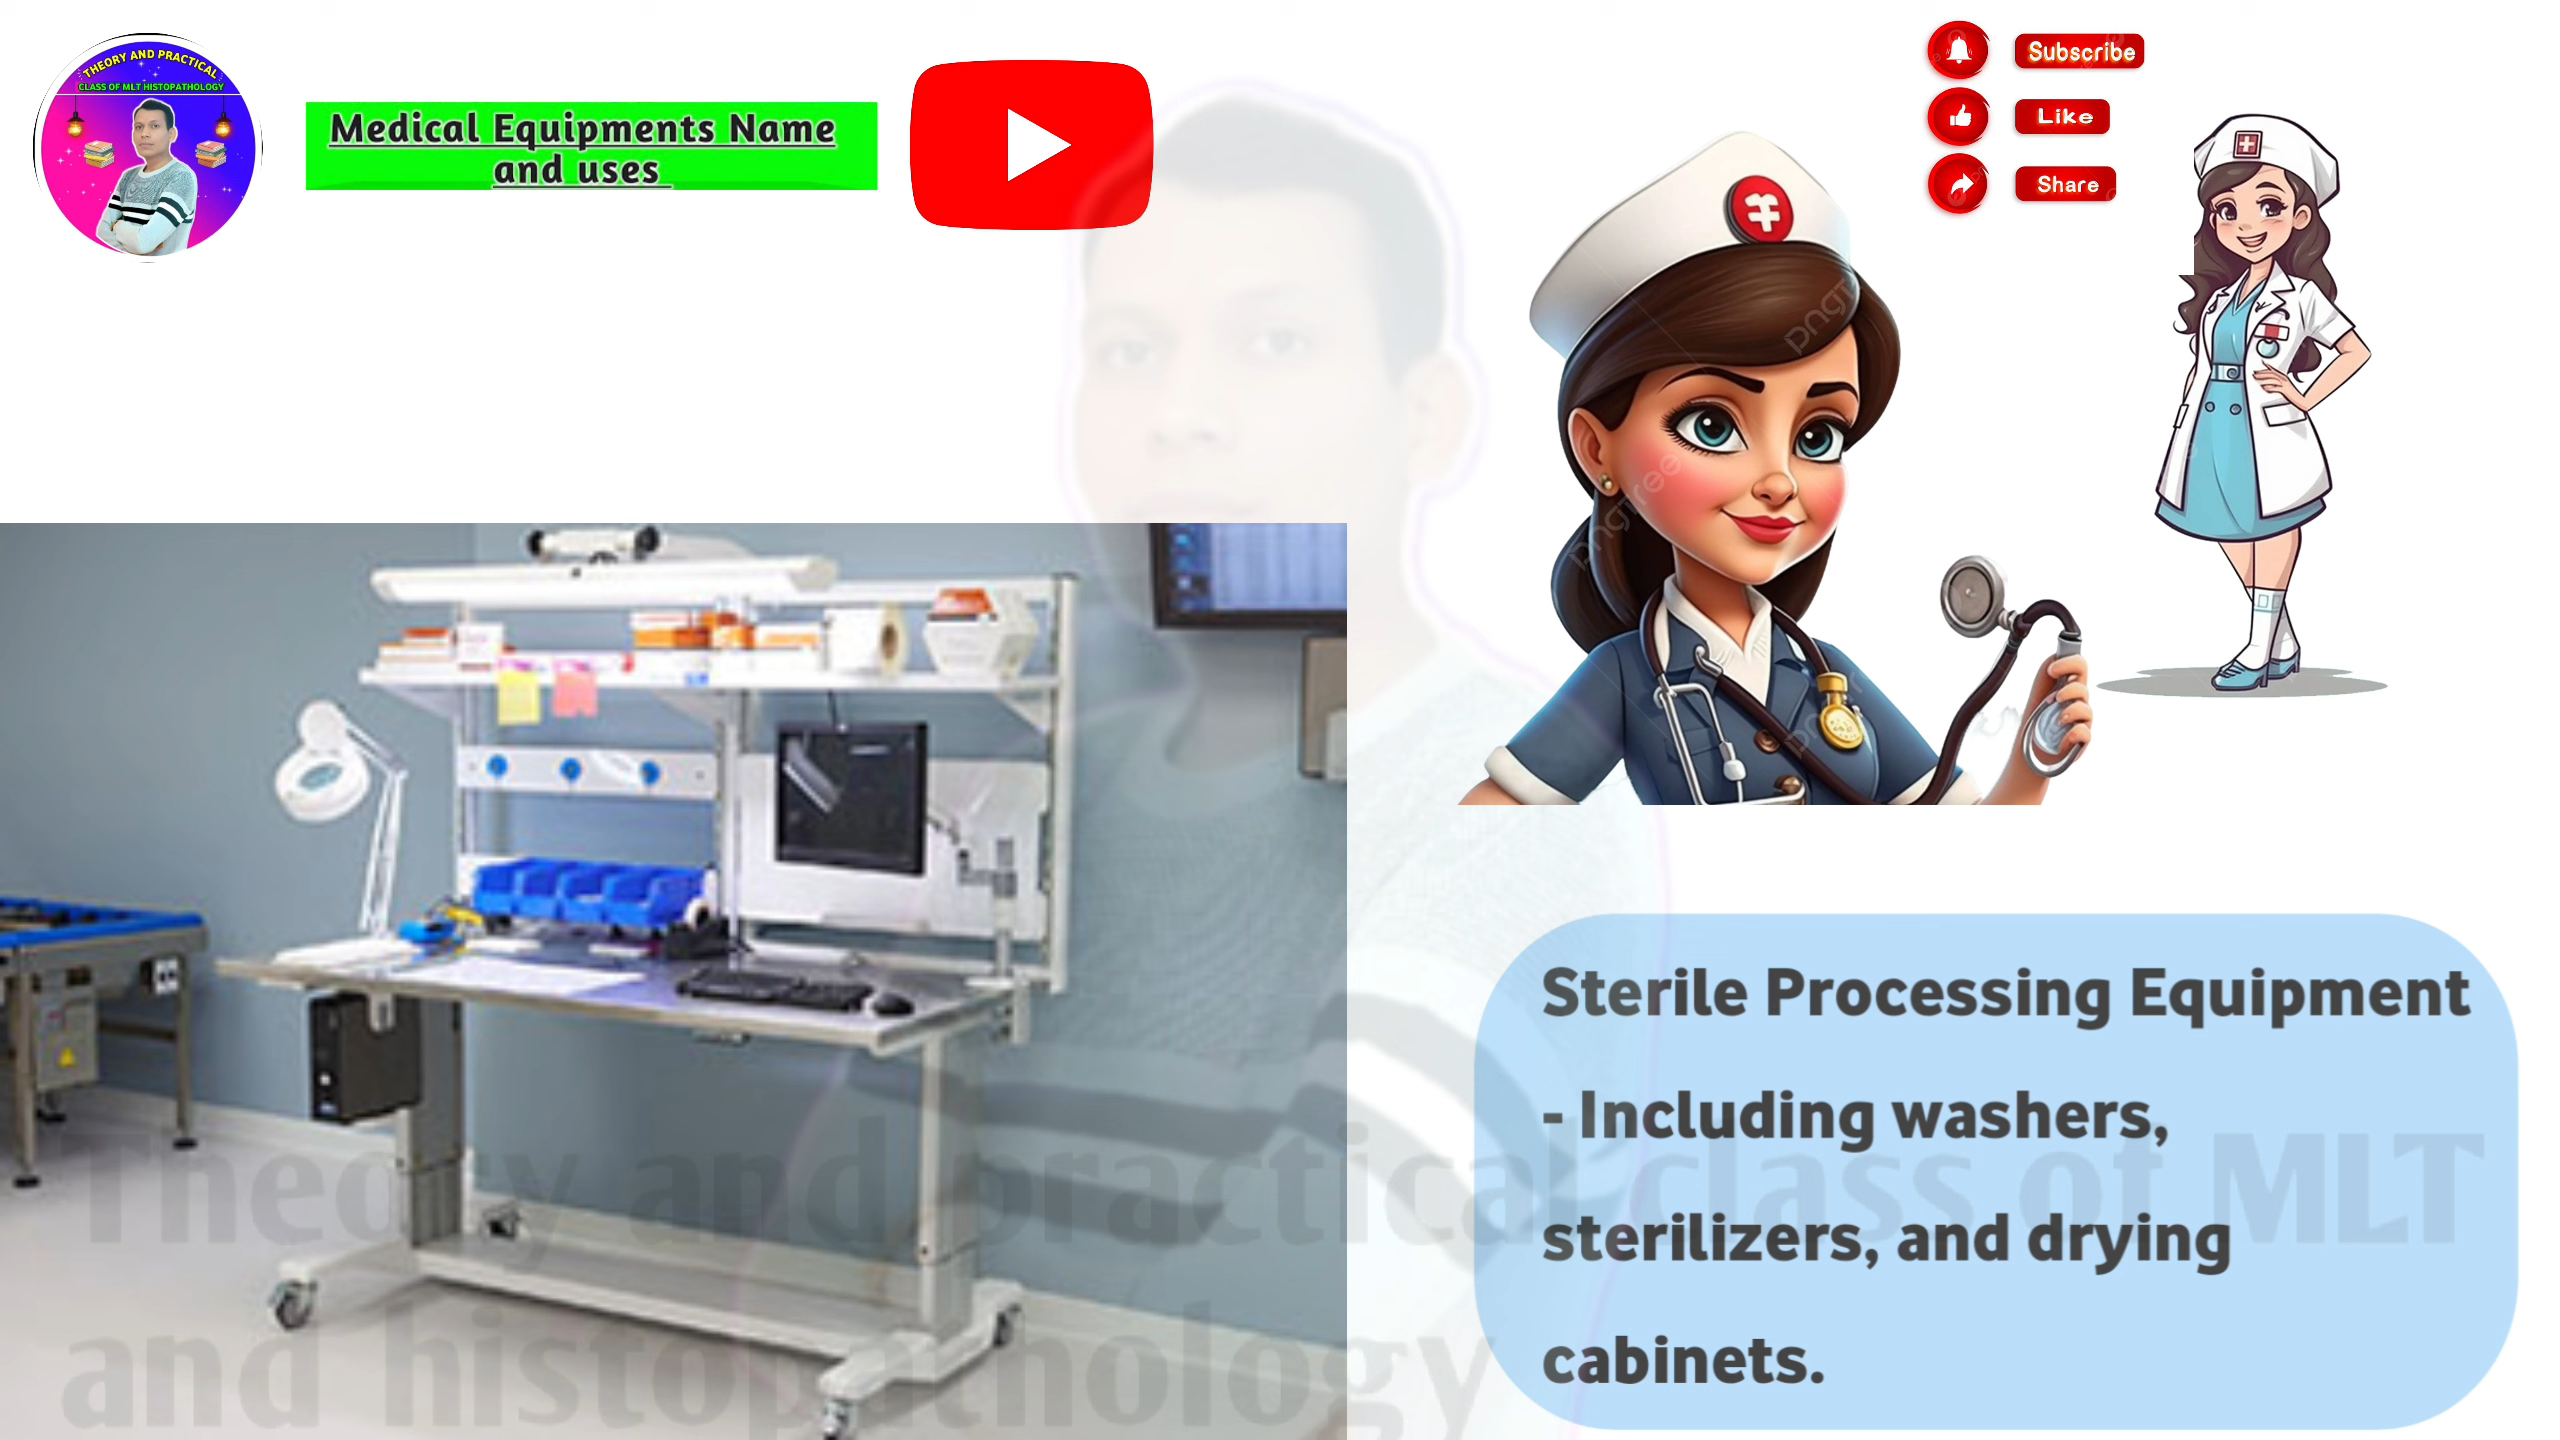 THEORY AND PRACTICAL
CLASS OF MLT HISTOPATHOLOGY
Medical Equipments Name
and uses
Subscribe
Like
Share
pngtree
Sterile Processing Equipment
- Including washers,
sterilizers, and drying
cabinets.
Theory and practical class of MLT
and histopathology